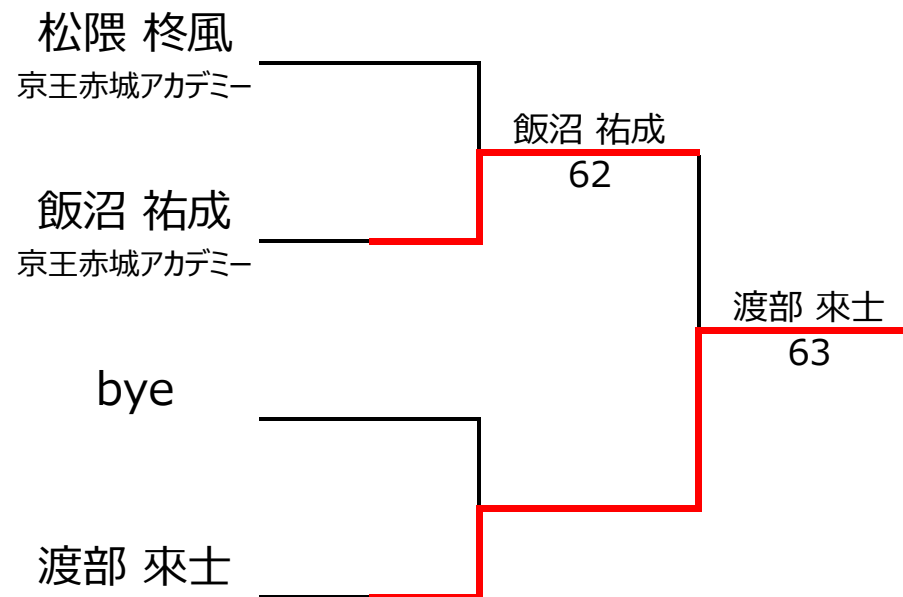 松隈 柊風
京王赤城アカデミー
飯沼 祐成
62
飯沼 祐成
京王赤城アカデミー
渡部 來士
63
bye
渡部 來士